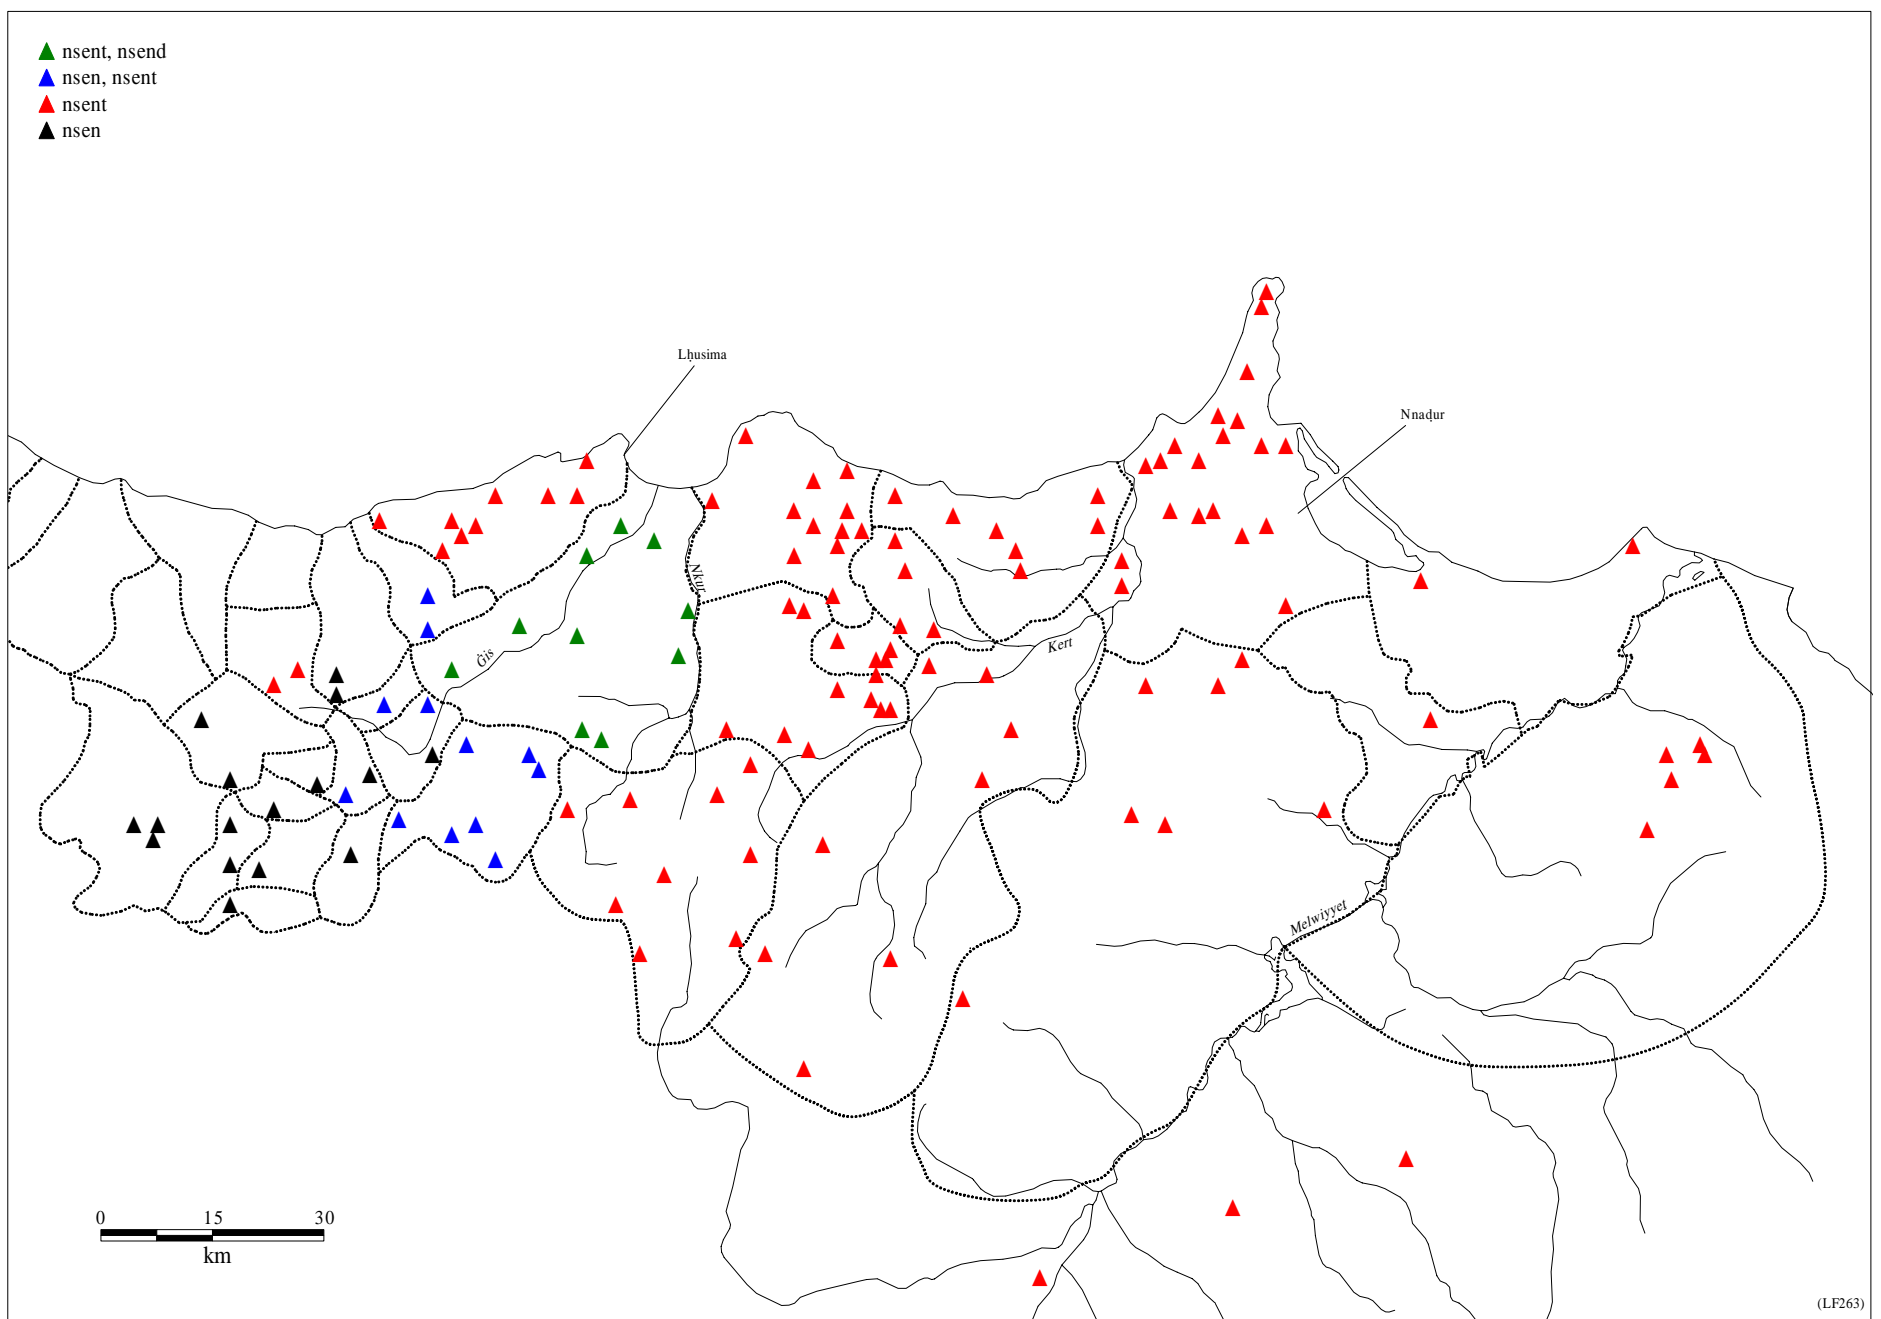 nsent, nsend
nsen, nsent
nsent
nsen
Lḥusima
Nnaḍur
Nkur
Ġis
Kert
Melwiyyet
0 15 30
km
(LF263)